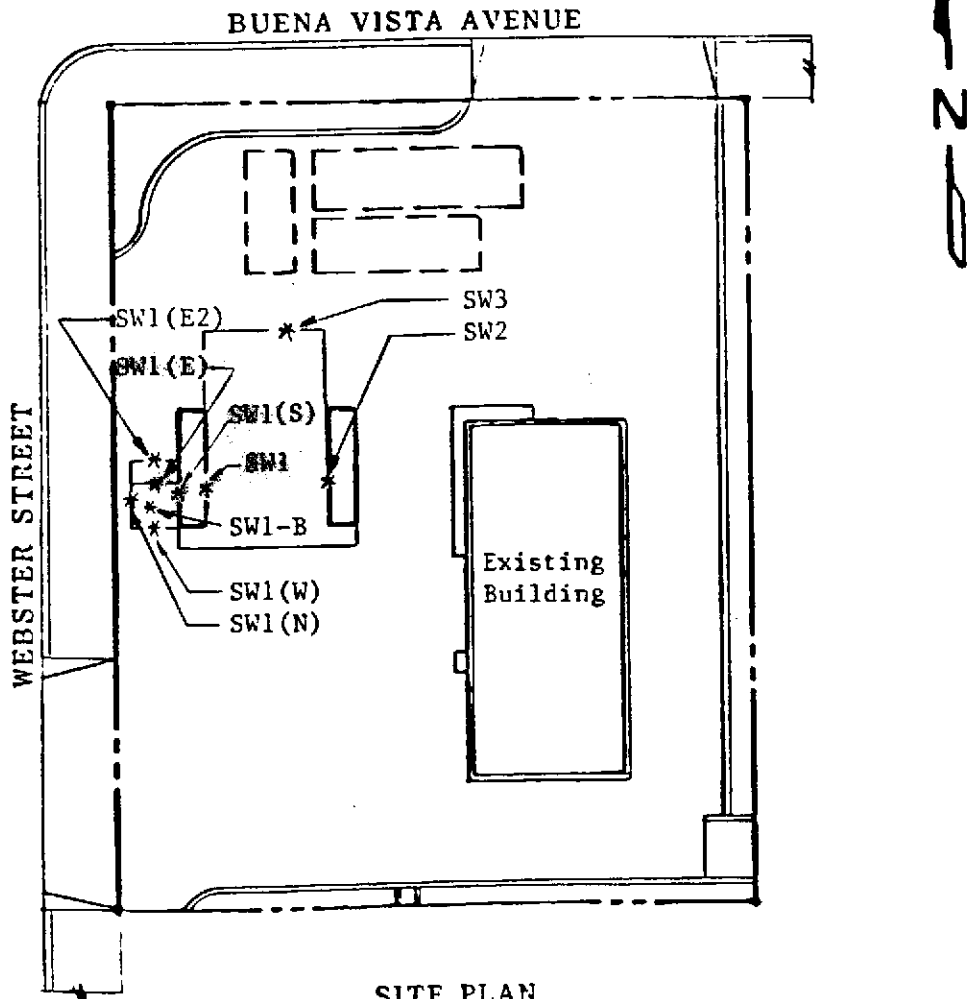 BUENA VISTA AVENUE
N
SW3
SW1(E2)
SW2
SW1(E)
SW1(S)
SW1
WEBSTER STREET
SW1-B
Existing
Building
SW1(W)
SW1(N)
SITE PLAN